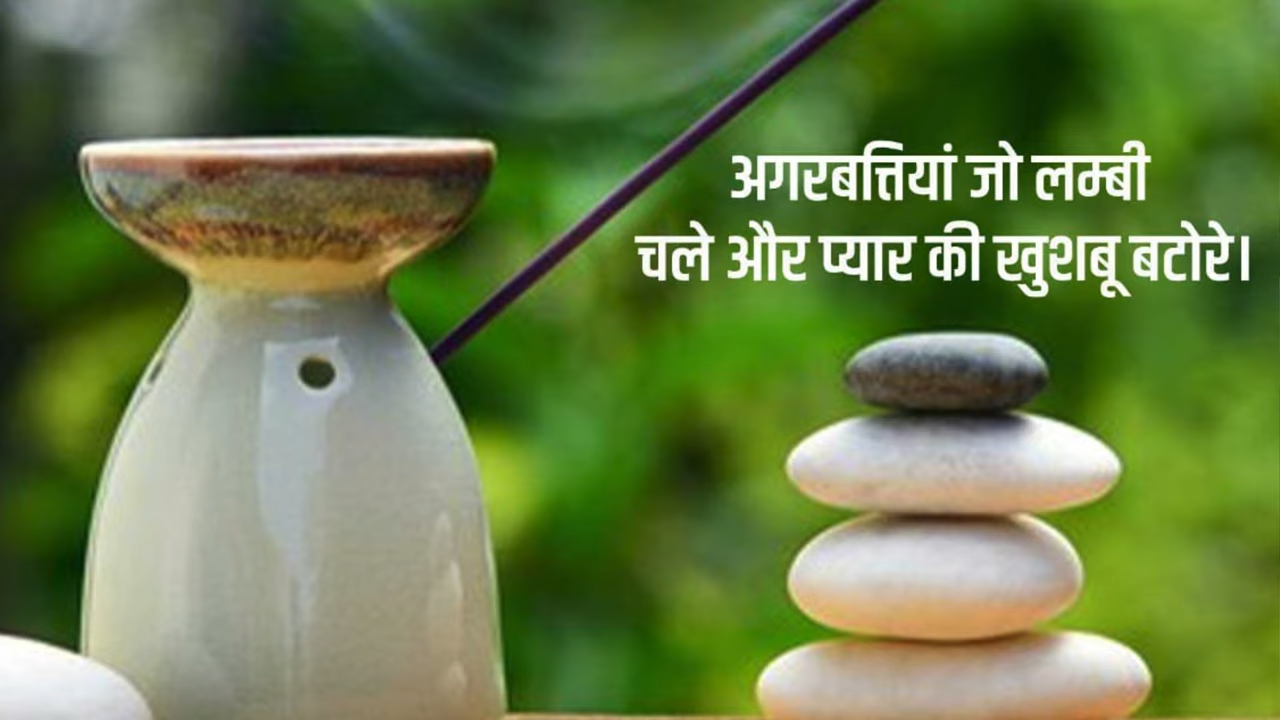 अगरबत्तियां जो लम्बी
चले और प्यार की खुशबू बटोरे।